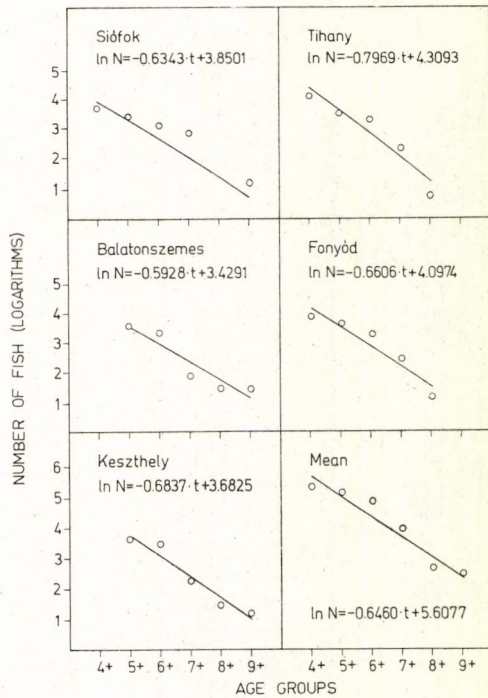 Siófok
ln N=-0.6343·t+3.8501
Tihany
ln N=-0.7969·t+4.3093
5
4
3
2
1
Balatonszemes
ln N=-0.5928·t+3.4291
Fonyód
ln N=-0.6606·t+4.0974
5
4
3
2
1
Keszthely
ln N=-0.6837·t+3.6825
Mean
ln N=-0.6460·t+5.6077
6
5
4
3
2
1
NUMBER OF FISH (LOGARITHMS)
4+ 5+ 6+ 7+ 8+ 9+ 4+ 5+ 6+ 7+ 8+ 9+
AGE GROUPS